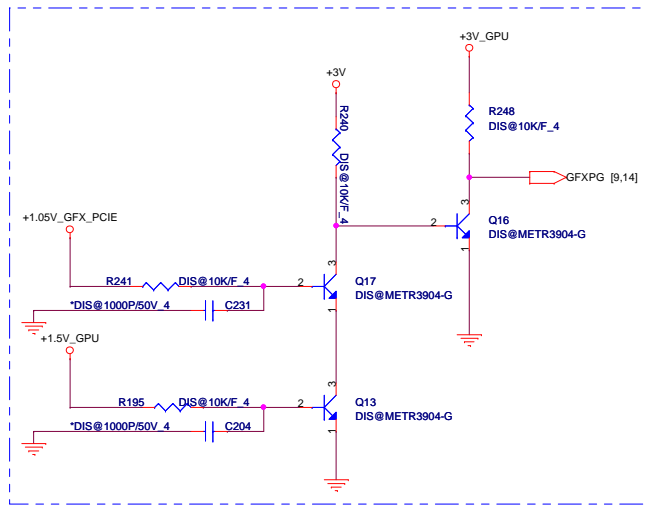 +3V_GPU
+3V
R248
DIS@10K/F_4
R240
DIS@10K/F_4
GFXPG [9,14]
3
2
Q16
DIS@METR3904-G
1
+1.05V_GFX_PCIE
3
R241
DIS@10K/F_4
2
Q17
DIS@METR3904-G
*DIS@1000P/50V_4
C231
1
+1.5V_GPU
3
R195
DIS@10K/F_4
2
Q13
DIS@METR3904-G
*DIS@1000P/50V_4
C204
1